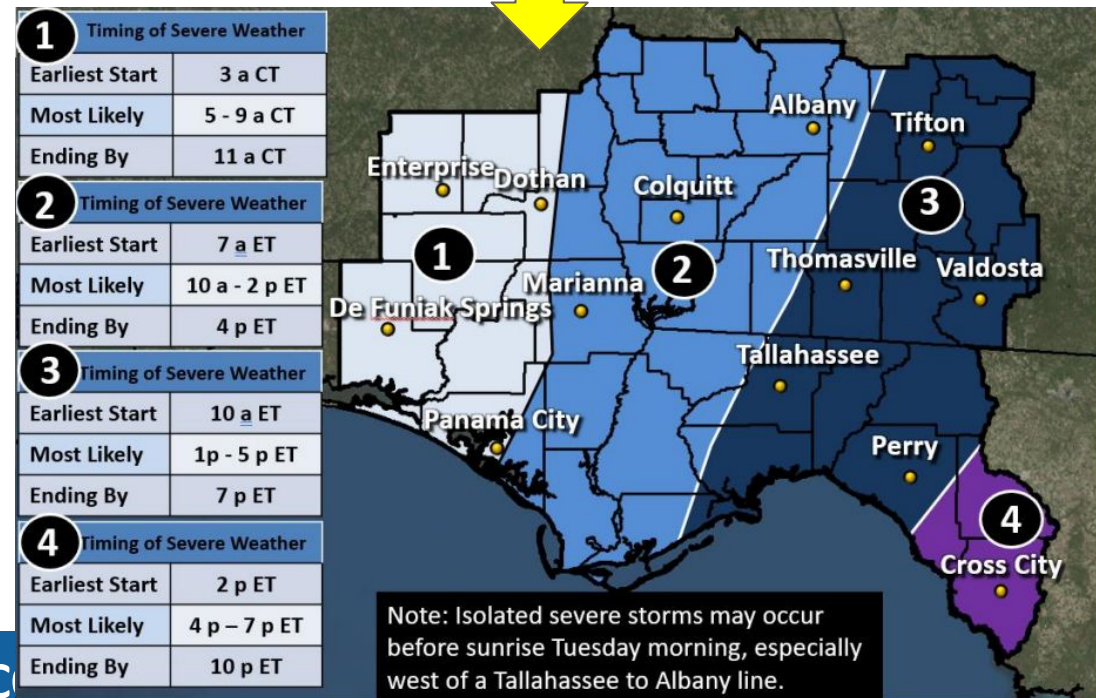 1 Timing of Severe Weather
Earliest Start 3 a CT
Most Likely 5 - 9 a CT
Ending By 11 a CT
2 Timing of Severe Weather
Earliest Start 7 a ET
Most Likely 10 a - 2 p ET
Ending By 4 p ET
3 Timing of Severe Weather
Earliest Start 10 a ET
Most Likely 1p - 5 p ET
Ending By 7 p ET
4 Timing of Severe Weather
Earliest Start 2 p ET
Most Likely 4 p – 7 p ET
Ending By 10 p ET
Albany
Tifton
Enterprise
Dothan
Colquitt
3
1
2
Thomasville
Valdosta
Marianna
De Funiak Springs
Tallahassee
Panama City
Perry
4
Cross City
Note: Isolated severe storms may occur
before sunrise Tuesday morning, especially
west of a Tallahassee to Albany line.